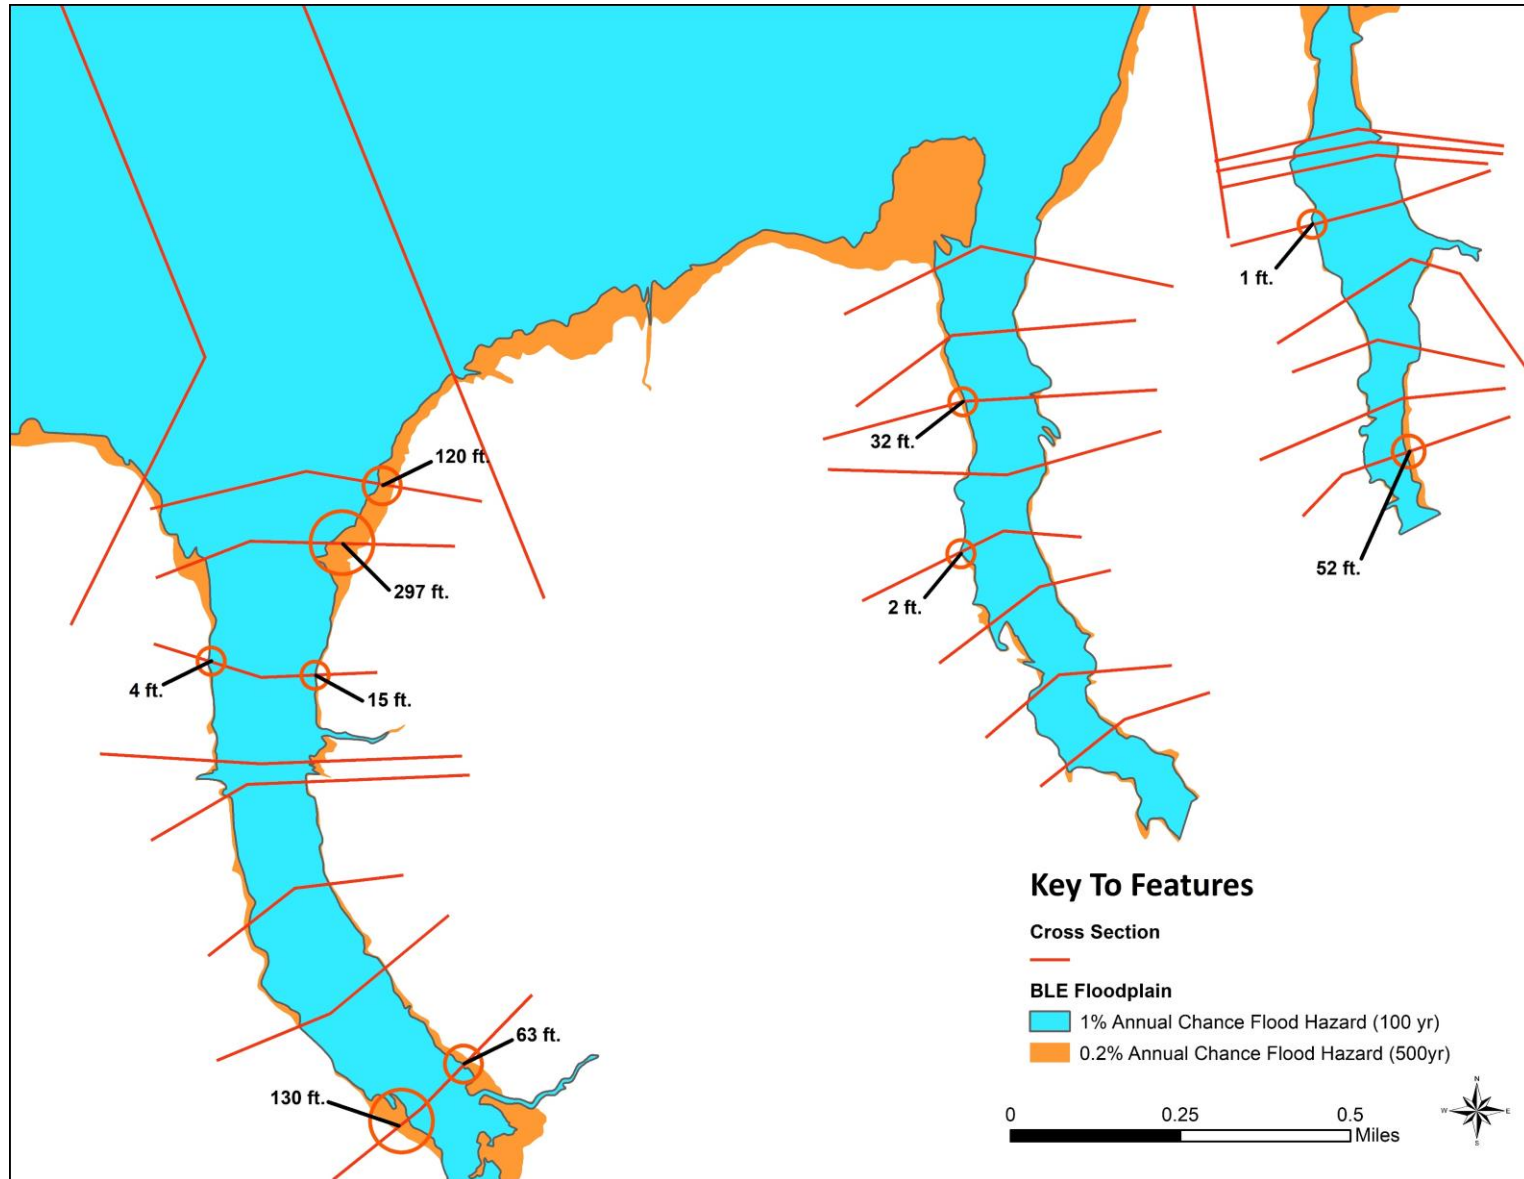 1 ft.
32 ft.
120 ft.
52 ft.
297 ft.
2 ft.
4 ft.
15 ft.
63 ft.
130 ft.
Key To Features
Cross Section
BLE Floodplain
1% Annual Chance Flood Hazard (100 yr)
0.2% Annual Chance Flood Hazard (500yr)
0 0.25 0.5
Miles
N
W E
S